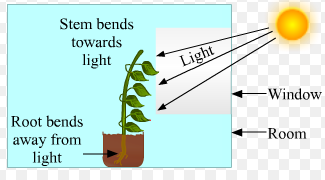 Stem bends
towards
light
Light
Window
Root bends
away from
light
Room